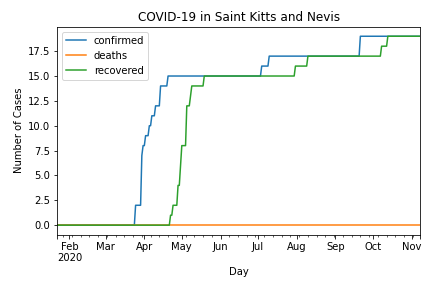 COVID-19 in Saint Kitts and Nevis
confirmed
deaths
recovered
Number of Cases
17.5
15.0
12.5
10.0
7.5
5.0
2.5
0.0
Feb Mar Apr May Jun Jul Aug Sep Oct Nov
2020
Day